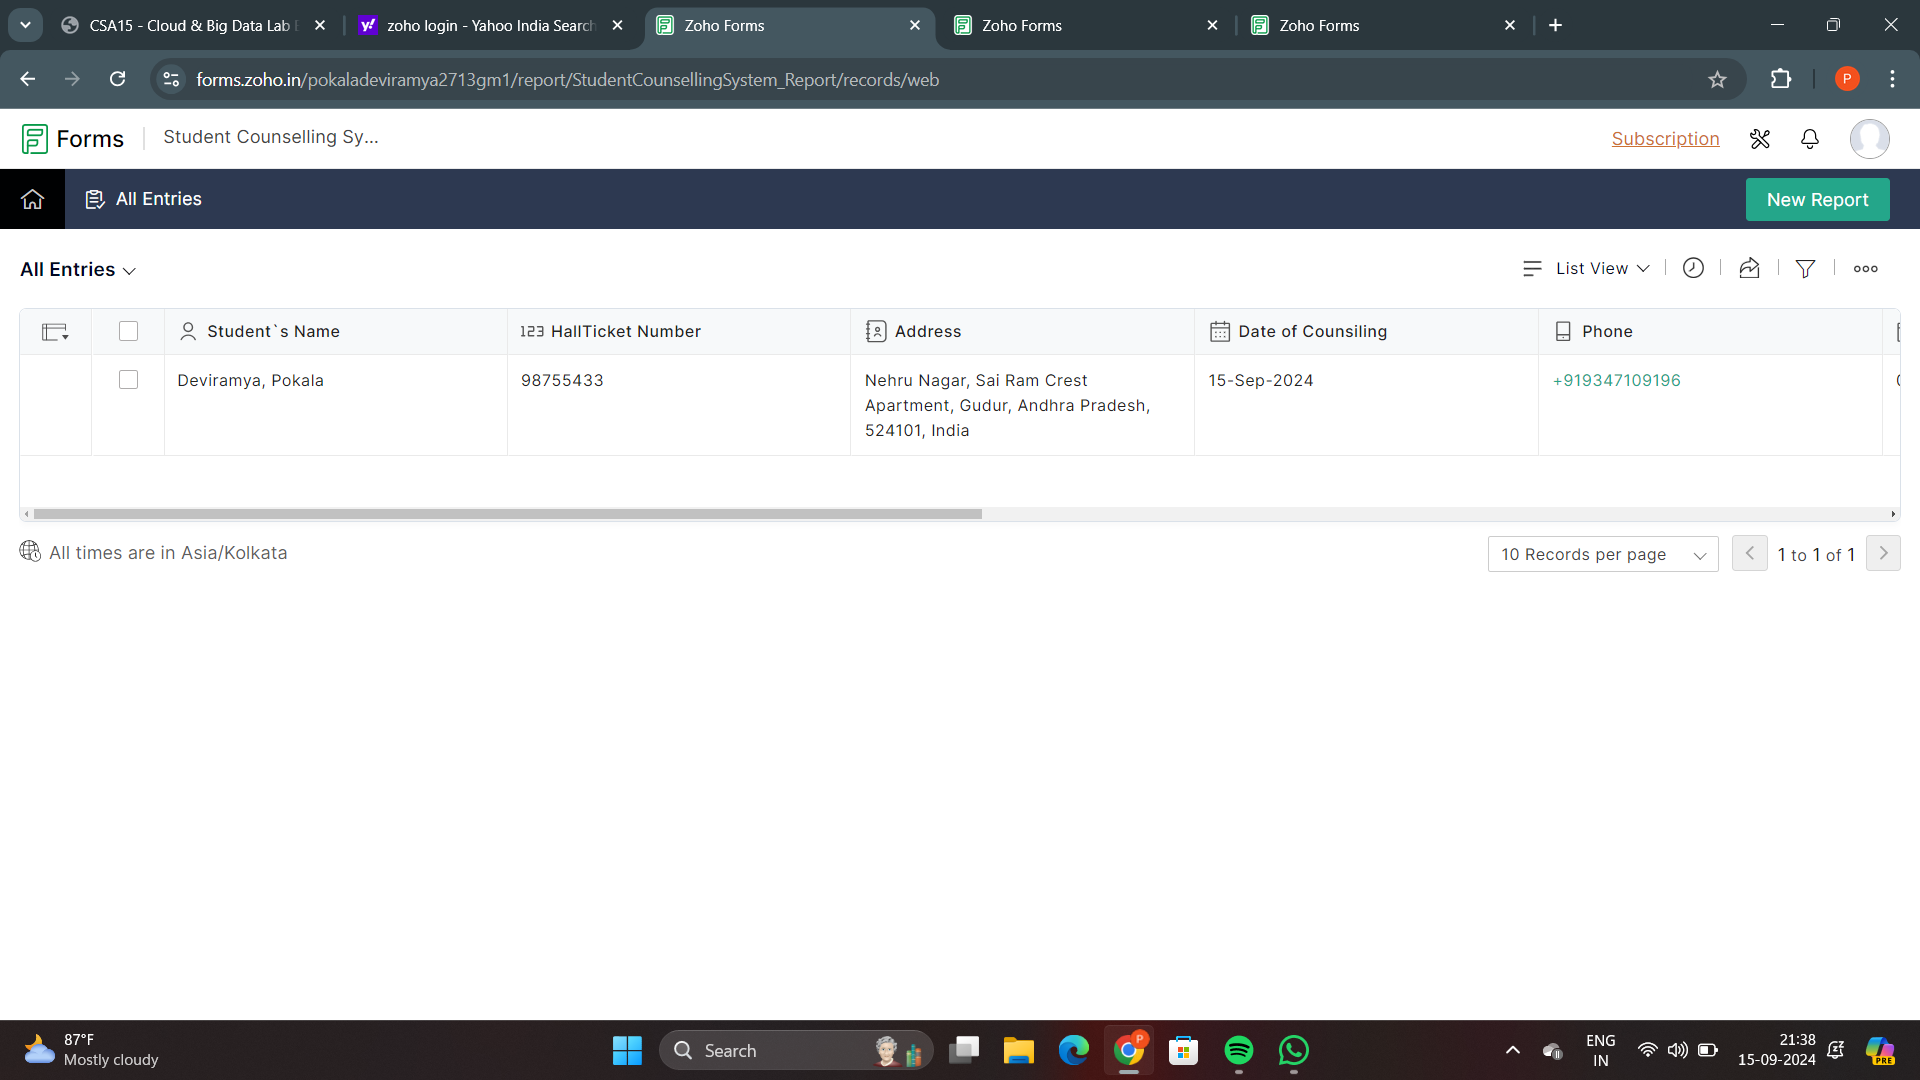 CSA15 - Cloud & Big Data Lab E
zoho login - Yahoo India Search
Zoho Forms
Zoho Forms
Zoho Forms
forms.zoho.in/pokaladeviramya2713gm1/report/StudentCounsellingSystem_Report/records/web
P
Forms
Student Counselling Sy...
Subscription
All Entries
New Report
All Entries
List View
Student`s Name
123 HallTicket Number
Address
Date of Counsiling
Phone
Deviramya, Pokala
98755433
Nehru Nagar, Sai Ram Crest
Apartment, Gudur, Andhra Pradesh,
524101, India
15-Sep-2024
+919347109196
All times are in Asia/Kolkata
10 Records per page
1 to 1 of 1
87°F
Mostly cloudy
Search
P
ENG
IN
21:38
15-09-2024
PRE